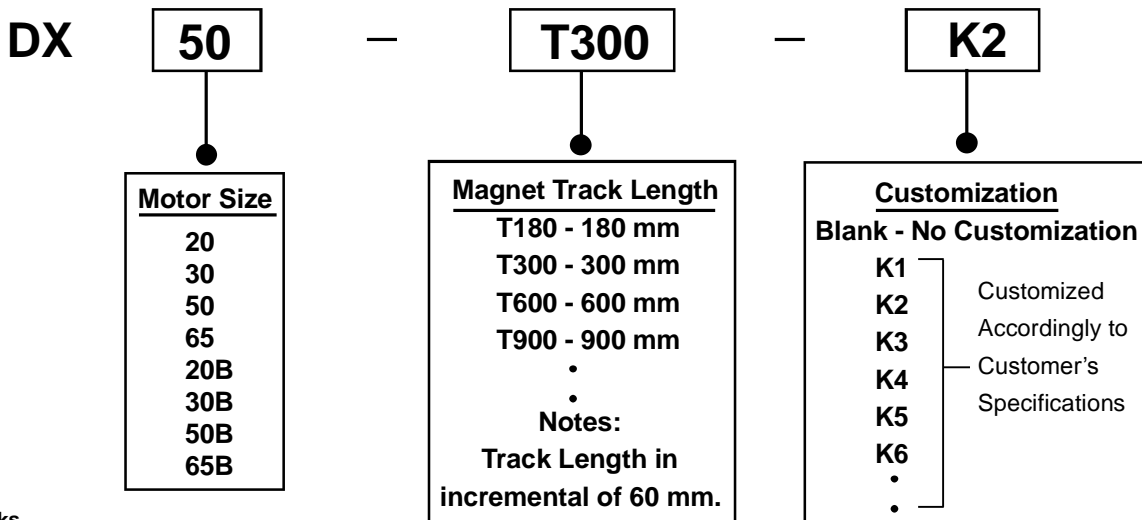 DX 50 – T300 – K2
Motor Size
20
30
50
65
20B
30B
50B
65B
Magnet Track Length
T180 - 180 mm
T300 - 300 mm
T600 - 600 mm
T900 - 900 mm
•
•
Notes:
Track Length in
incremental of 60 mm.
Customization
Blank - No Customization
K1
K2
K3
K4
K5
K6
•
•
Customized
Accordingly to
Customer’s
Specifications